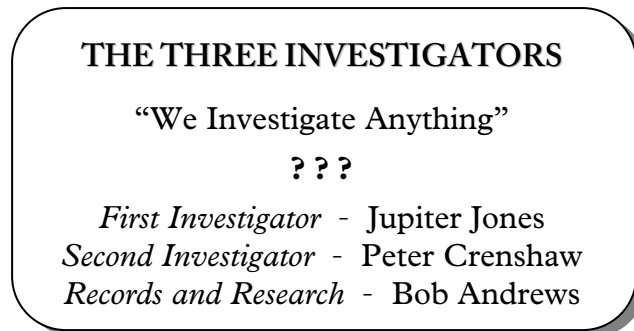 THE THREE INVESTIGATORS
“We Investigate Anything”
? ? ?
First Investigator - Jupiter Jones
Second Investigator - Peter Crenshaw
Records and Research - Bob Andrews